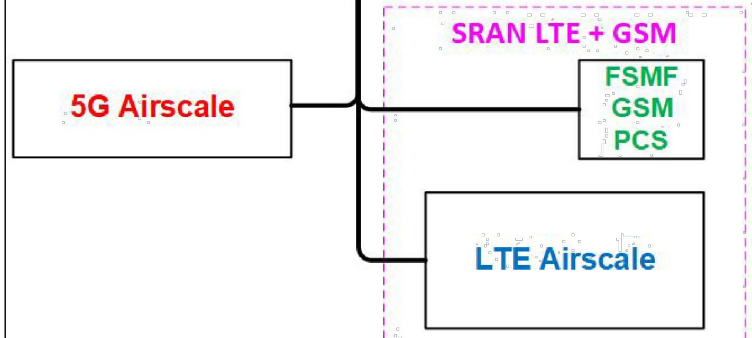 SRAN LTE + GSM
5G Airscale
FSMF
GSM
PCS
LTE Airscale